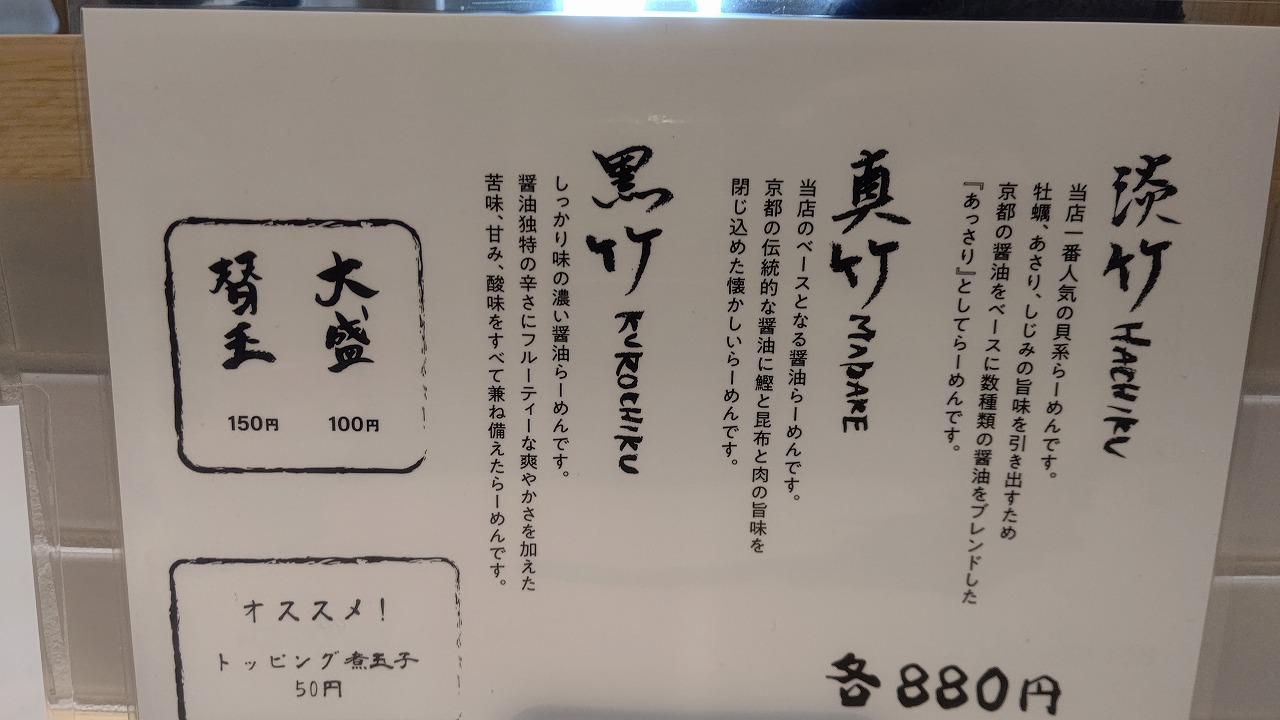 淡竹 HACHIKU
当店一番人気の貝系らーめんです。
牡蠣、あさり、しじみの旨味を引き出すため
京都の醤油をベースに数種類の醤油をブレンドした
『あっさり』としてらーめんです。
真竹 MADAKE
当店のベースとなる醤油らーめんです。
京都の伝統的な醤油に鰹と昆布と肉の旨味を
閉じ込めた懐かしいらーめんです。
各880円
黒竹 KUROCHIKU
しっかり味の濃い醤油らーめんです。
醤油独特の辛さにフルーティーな爽やかさを加えた
苦味、甘み、酸味をすべて兼ね備えたらーめんです。
大盛 100円
替玉 150円
オススメ!
トッピング煮玉子
50円